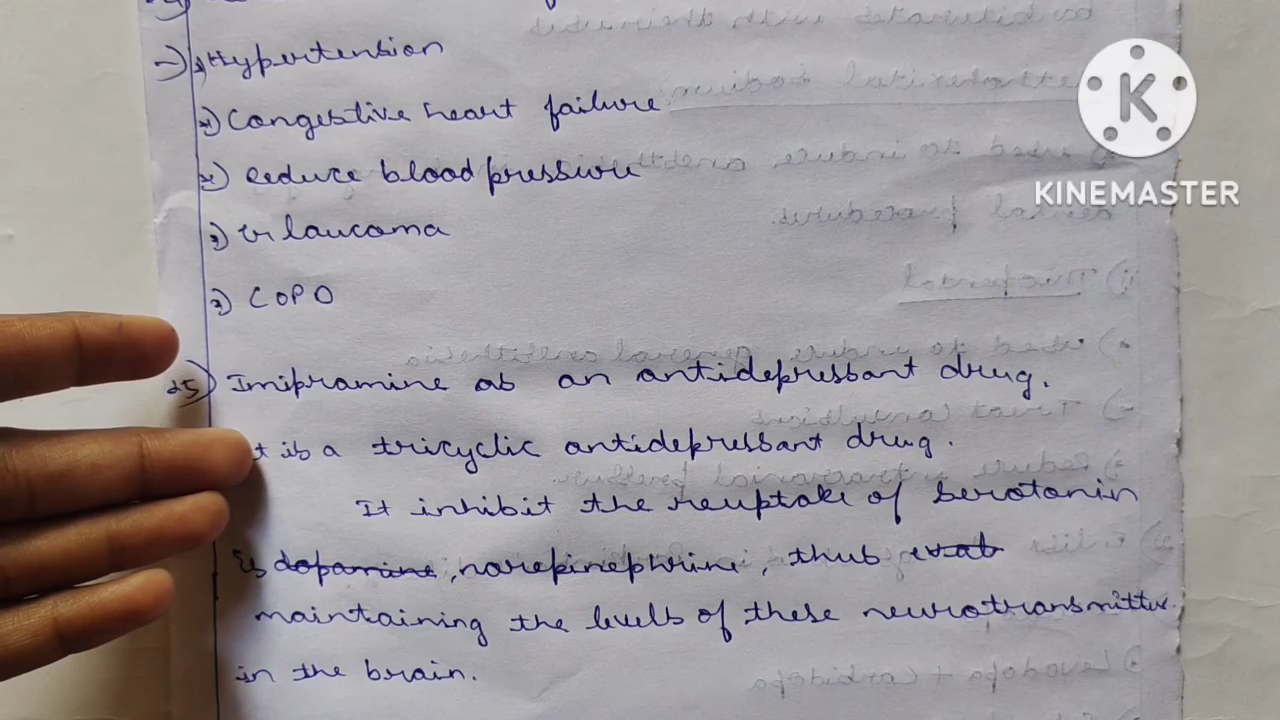 -) *) Hypertension
*) Congestive heart failure
*) Reduce blood pressure
*) Glaucoma
*) COPD
25) Imipramine as an antidepressant drug.
It is a tricyclic antidepressant drug.
It inhibit the reuptake of serotonin
& dopamine, norepinephrine, thus
maintaining the levels of these neurotransmitter
in the brain.
K
KINEMASTER